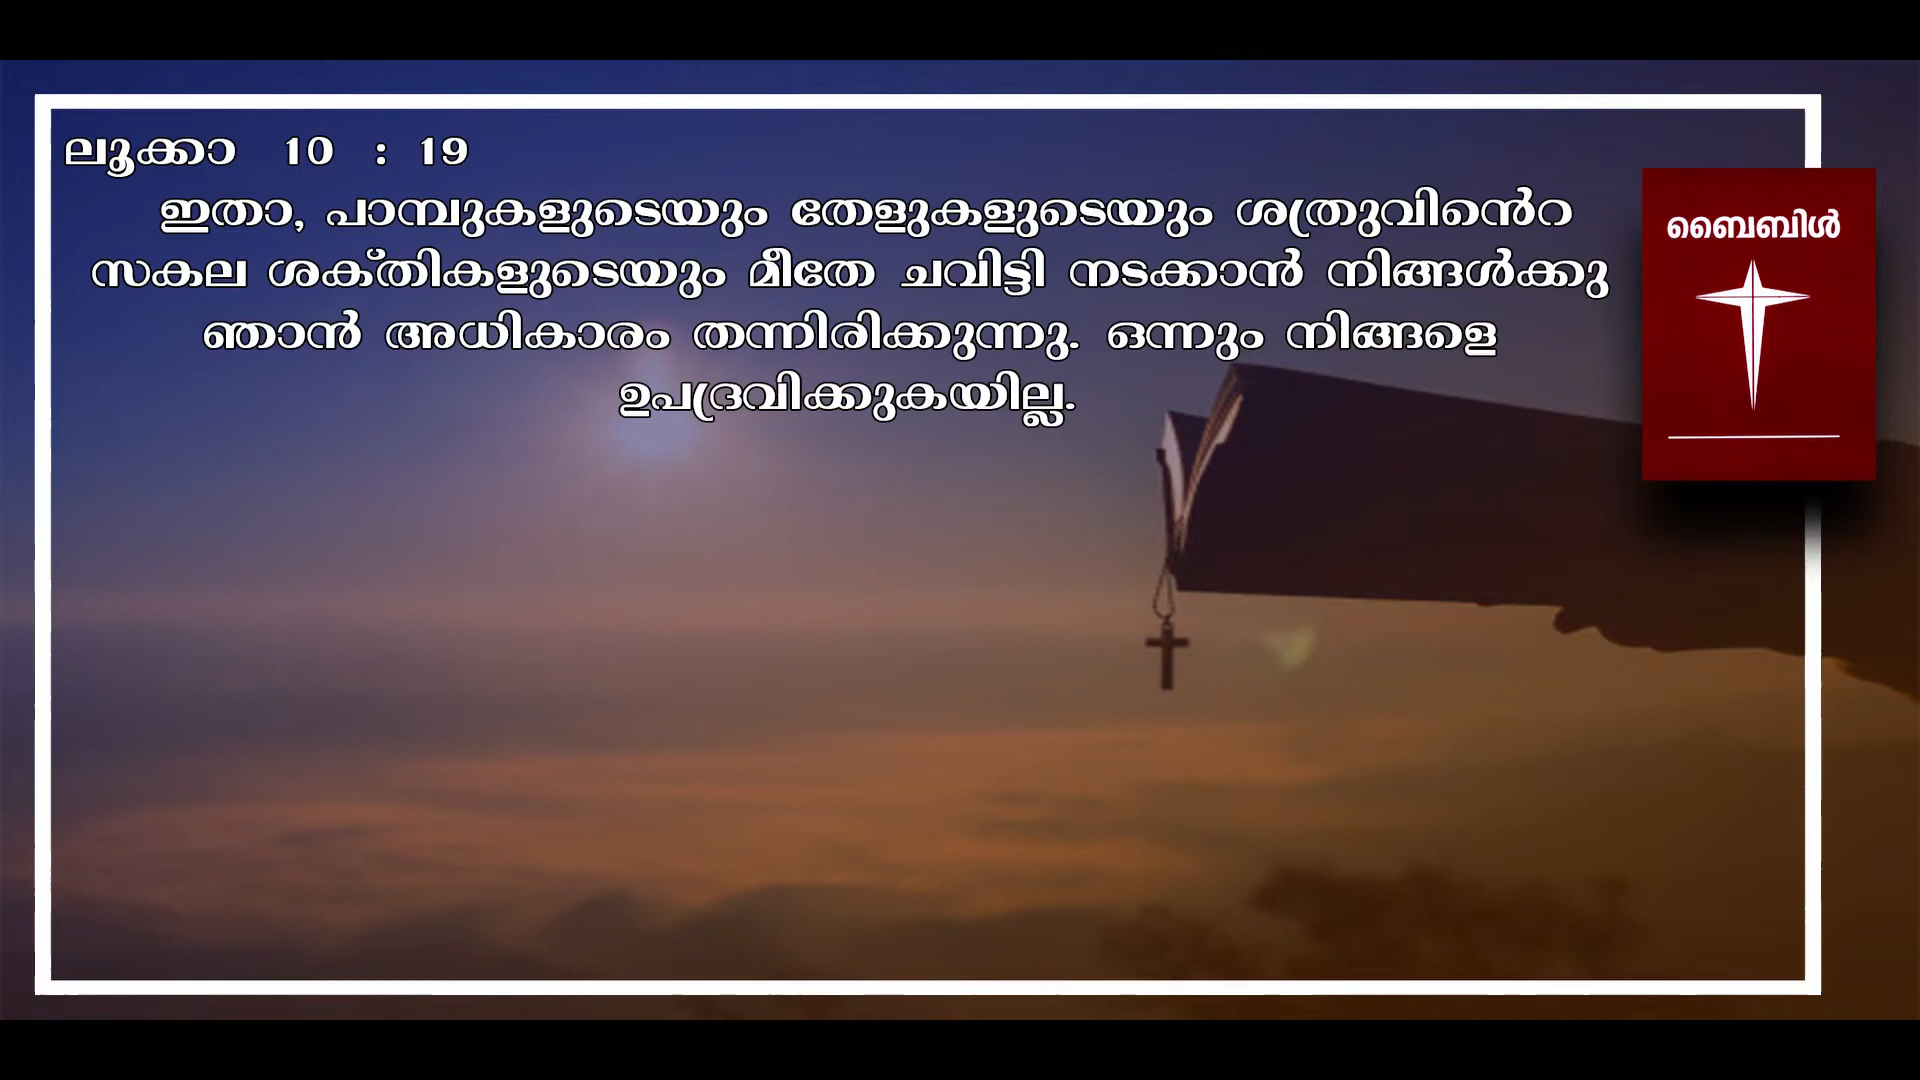 ലൂക്കാ 10 : 19
ഇതാ, പാമ്പുകളുടെയും തേളുകളുടെയും ശത്രുവിൻെറ
സകല ശക്തികളുടെയും മീതേ ചവിട്ടി നടക്കാൻ നിങ്ങൾക്കു
ഞാൻ അധികാരം തന്നിരിക്കുന്നു. ഒന്നും നിങ്ങളെ
ഉപദ്രവിക്കുകയില്ല.
ബൈബിൾ